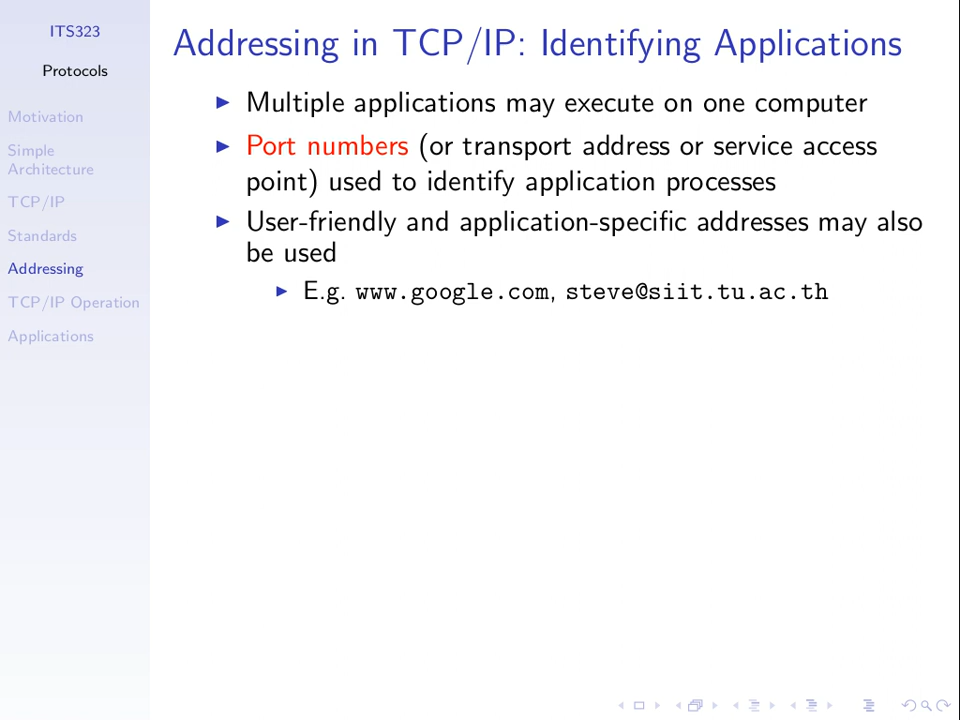 ITS323
Protocols
Motivation
Simple
Architecture
TCP/IP
Standards
Addressing
TCP/IP Operation
Applications
Addressing in TCP/IP: Identifying Applications
Multiple applications may execute on one computer
Port numbers (or transport address or service access
point) used to identify application processes
User-friendly and application-specific addresses may also
be used
E.g. www.google.com, steve@siit.tu.ac.th